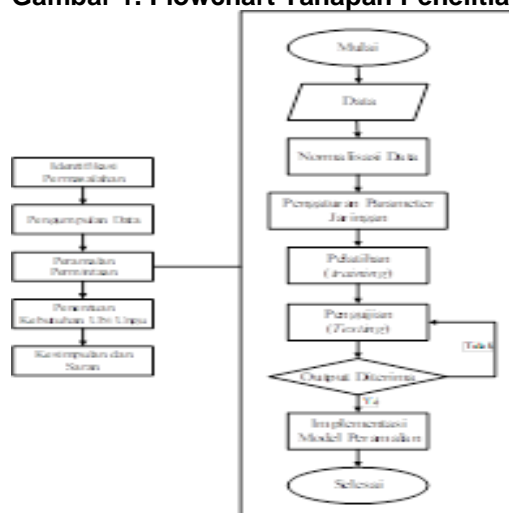 Gambar 1. Flowchart Tahapan Penelitia
Identifikasi
Permasalahan
Pengumpulan Data
Peramalan
Permintaan
Penentuan
Kebutuhan Ubi Ungu
Kesimpulan dan
Saran
Mulai
Data
Normalisasi Data
Pengaturan Parameter
Jaringan
Pelatihan
(training)
Pengujian
(Testing)
Output Diterima
Tidak
Ya
Implementasi
Model Peramalan
Selesai